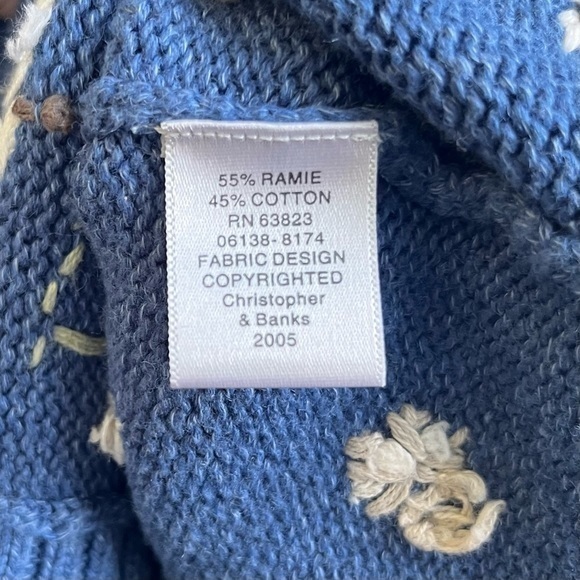 55% RAMIE
45% COTTON
RN 63823
06138-8174
FABRIC DESIGN
COPYRIGHTED
Christopher
& Banks
2005